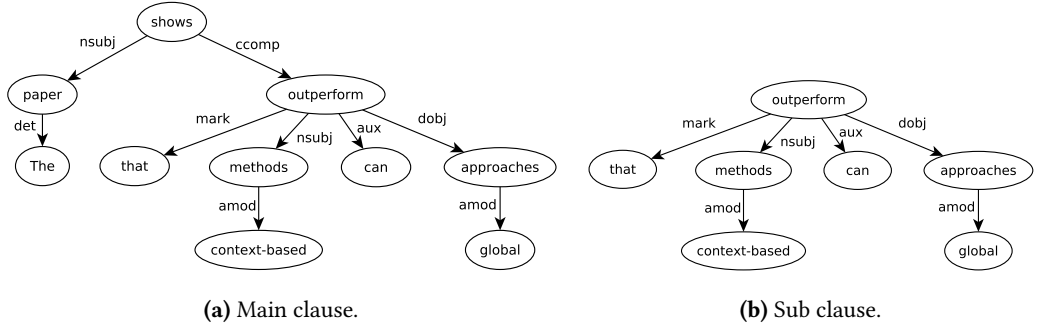 shows
nsubj ccomp
paper outperform outperform
det mark nsubj aux dobj mark nsubj aux dobj
The that methods can approaches that methods can approaches
amod amod amod amod
context-based global context-based global
(a) Main clause. (b) Sub clause.